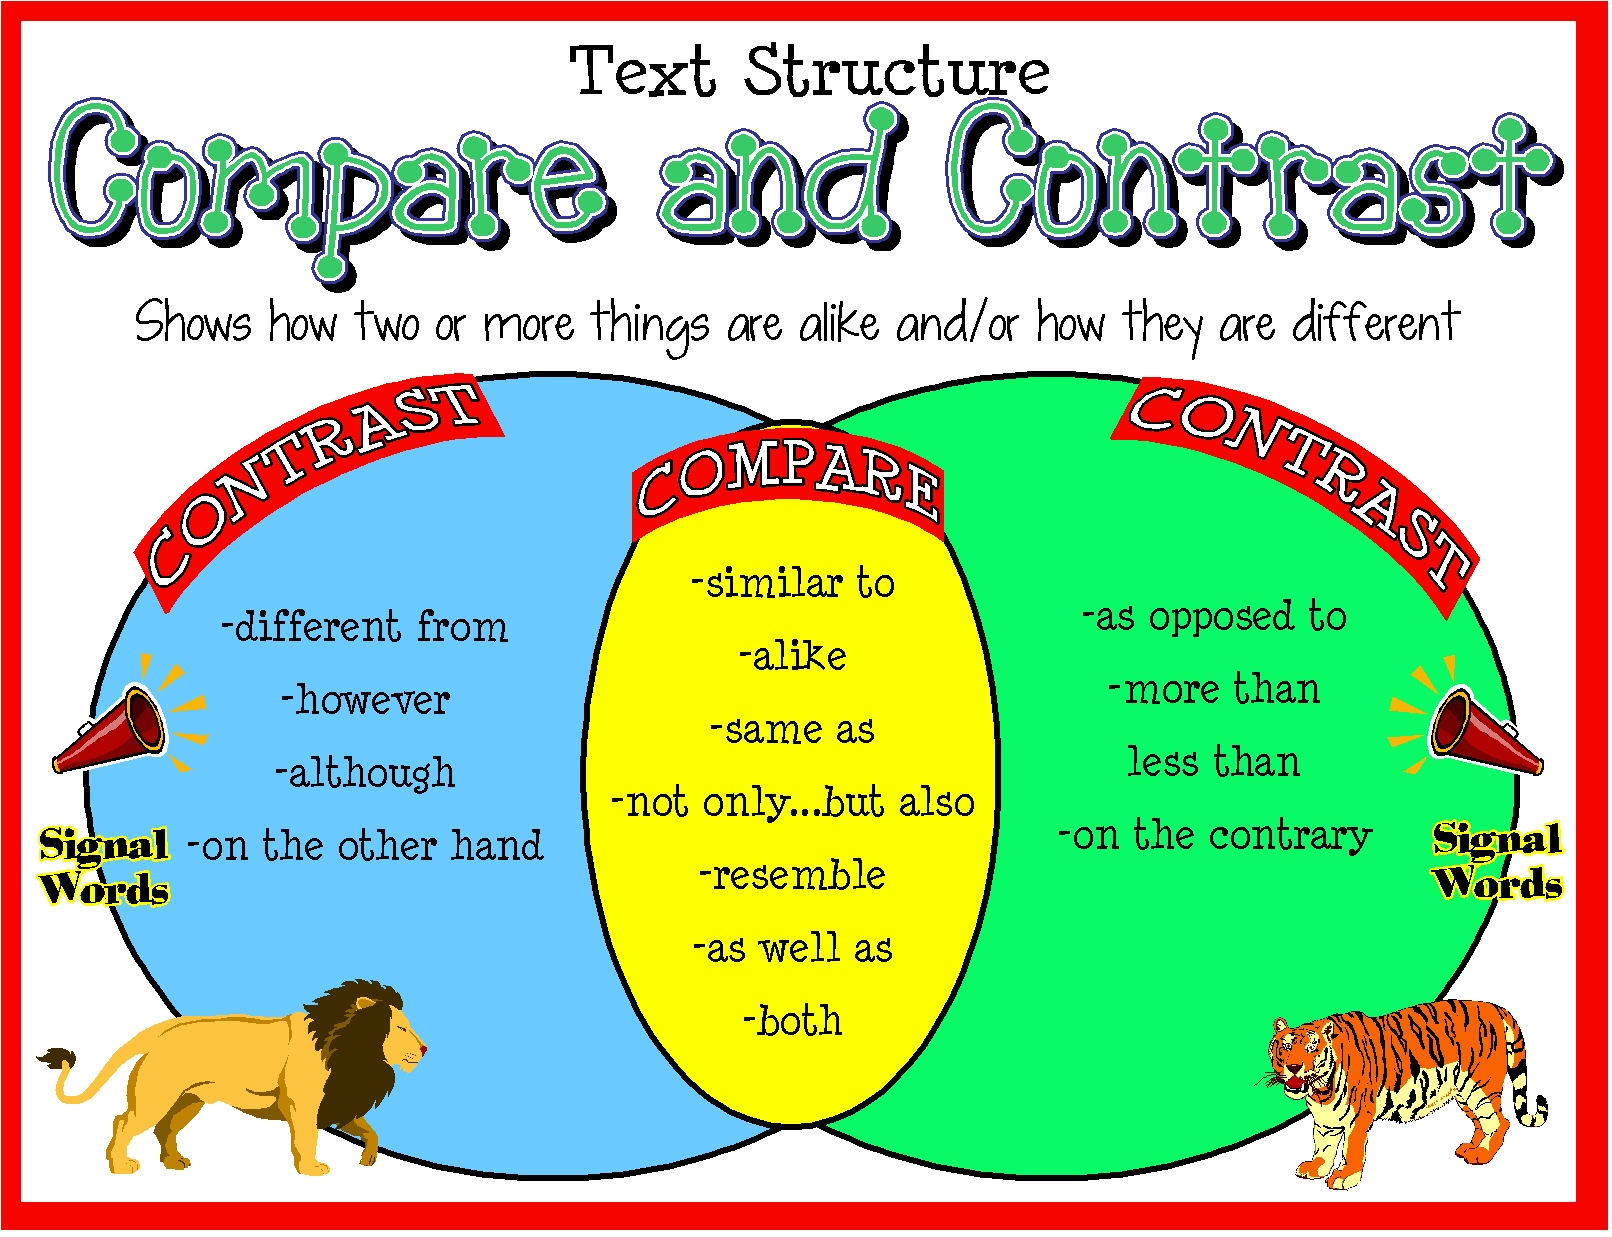 Text Structure
Compare and Contrast
Shows how two or more things are alike and/or how they are different
CONTRAST
-different from
-however
-although
-on the other hand
Signal
Words
COMPARE
-similar to
-alike
-same as
-not only...but also
-resemble
-as well as
-both
CONTRAST
-as opposed to
-more than
less than
-on the contrary
Signal
Words